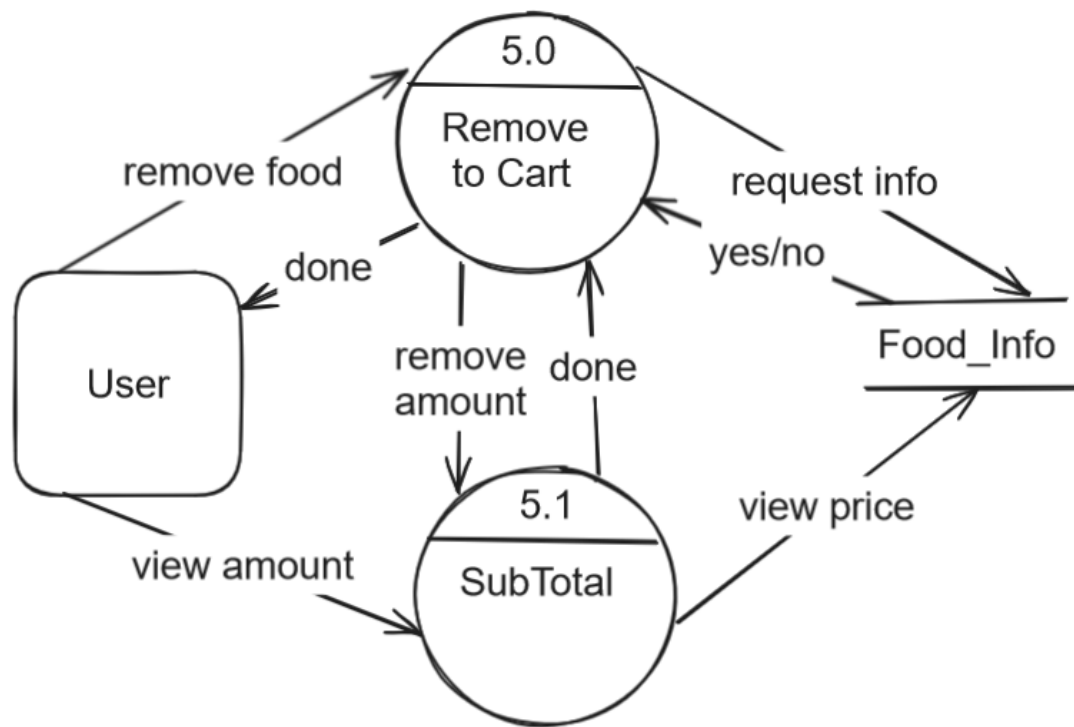 5.0
Remove
to Cart
remove food
request info
done
yes/no
User
remove
amount
done
Food_Info
5.1
SubTotal
view price
view amount